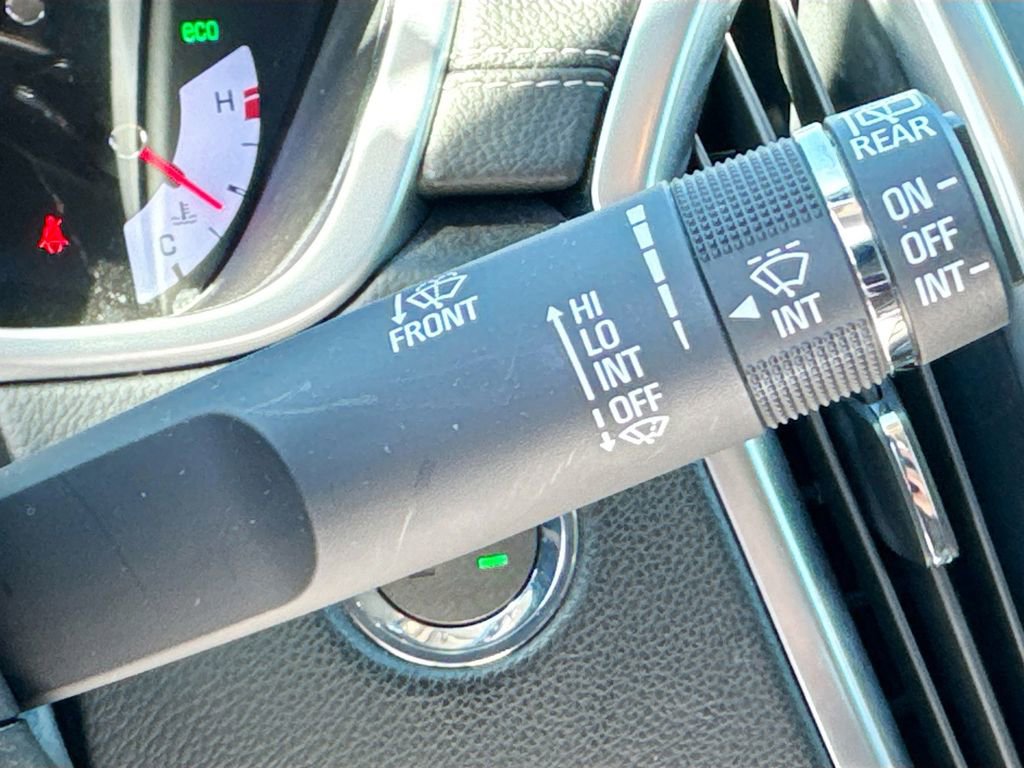 eco
H
C
FRONT
HI
LO
INT
OFF
INT
REAR
ON
OFF
INT